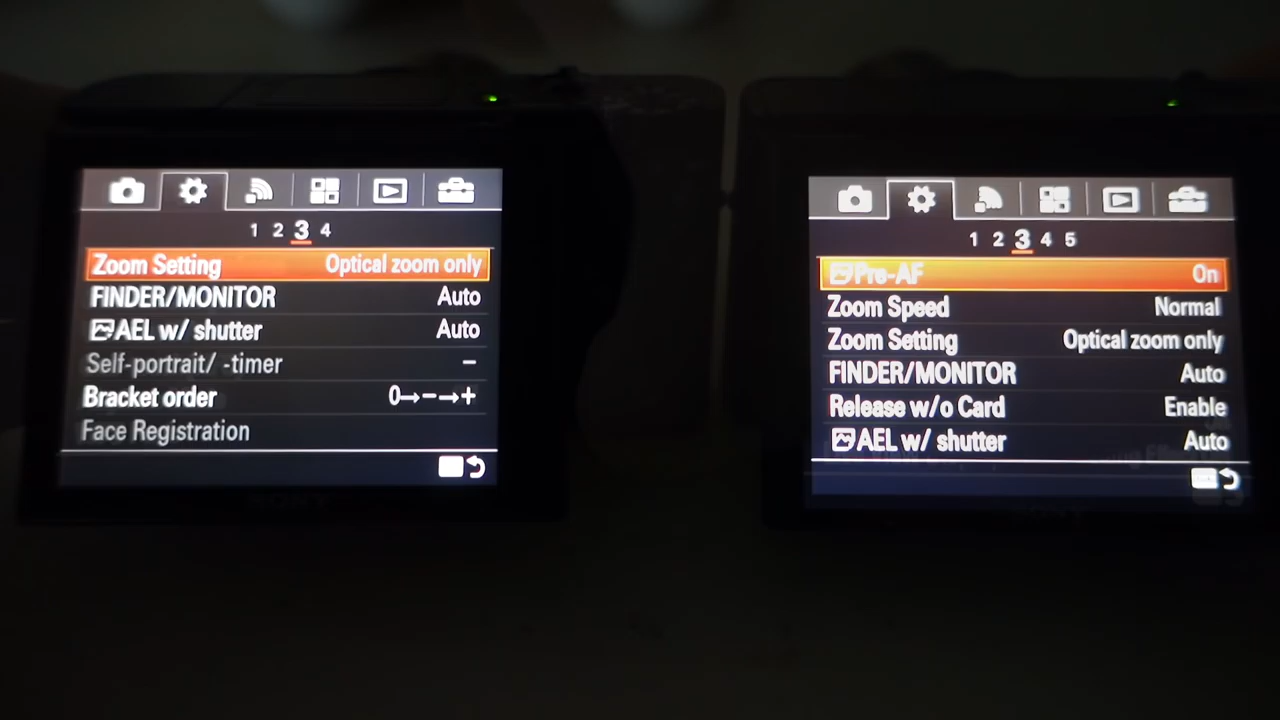 1 2 3 4
Zoom Setting Optical zoom only
FINDER/MONITOR Auto
AEL w/ shutter Auto
Self-portrait/ -timer –
Bracket order 0→−→+
Face Registration
SONY
1 2 3 4 5
Pre-AF On
Zoom Speed Normal
Zoom Setting Optical zoom only
FINDER/MONITOR Auto
Release w/o Card Enable
AEL w/ shutter Auto
SONY